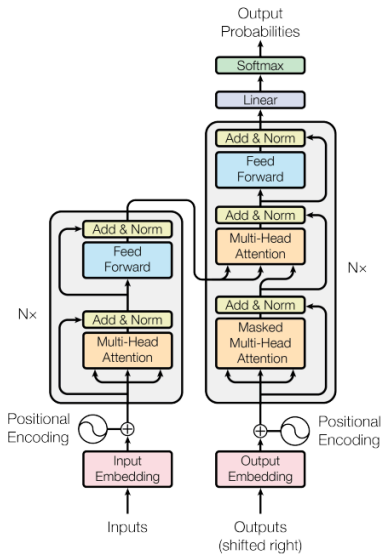 Output
Probabilities
Softmax
Linear
Add & Norm
Feed
Forward
Add & Norm
Multi-Head
Attention
Add & Norm
Masked
Multi-Head
Attention
N×
Add & Norm
Feed
Forward
Add & Norm
Multi-Head
Attention
N×
Positional
Encoding
Positional
Encoding
Input
Embedding
Output
Embedding
Inputs
Outputs
(shifted right)